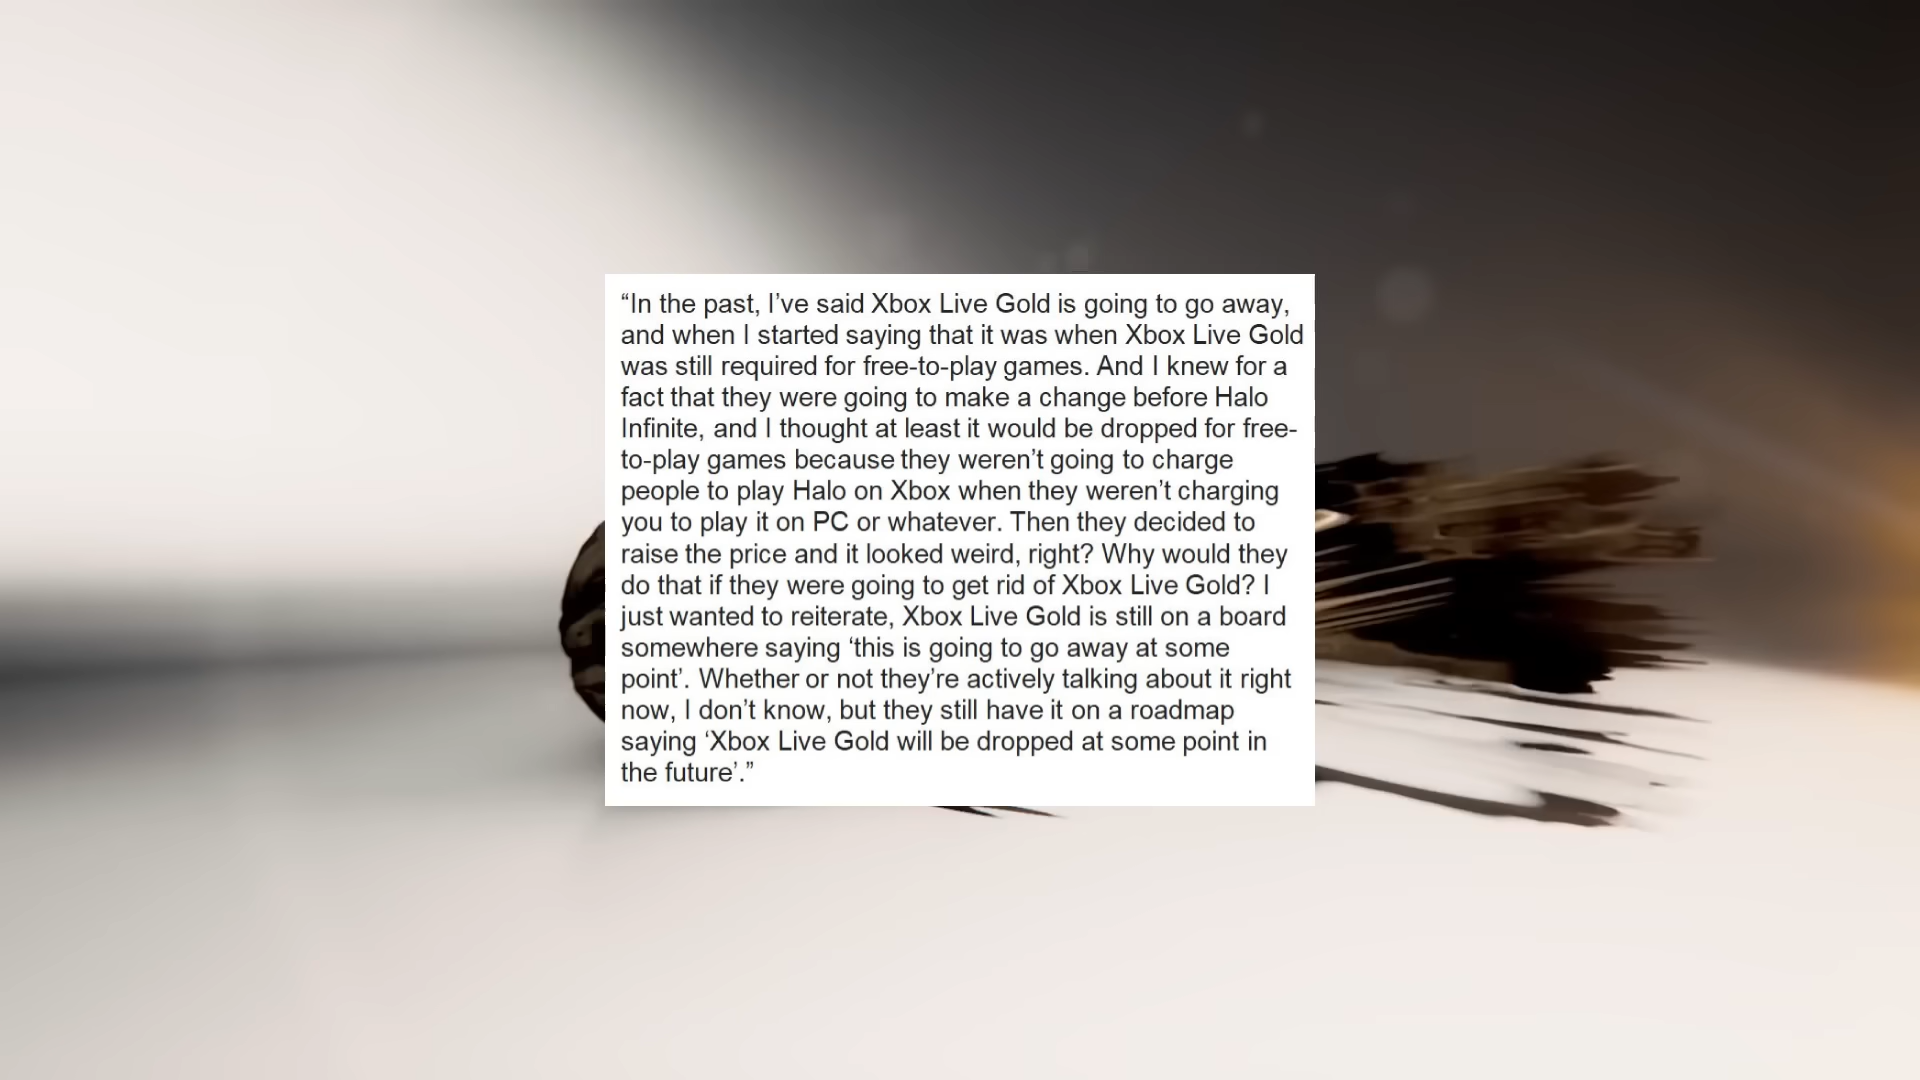 “In the past, I’ve said Xbox Live Gold is going to go away,
and when I started saying that it was when Xbox Live Gold
was still required for free-to-play games. And I knew for a
fact that they were going to make a change before Halo
Infinite, and I thought at least it would be dropped for free-
to-play games because they weren’t going to charge
people to play Halo on Xbox when they weren’t charging
you to play it on PC or whatever. Then they decided to
raise the price and it looked weird, right? Why would they
do that if they were going to get rid of Xbox Live Gold? I
just wanted to reiterate, Xbox Live Gold is still on a board
somewhere saying ‘this is going to go away at some
point’. Whether or not they’re actively talking about it right
now, I don’t know, but they still have it on a roadmap
saying ‘Xbox Live Gold will be dropped at some point in
the future’.”